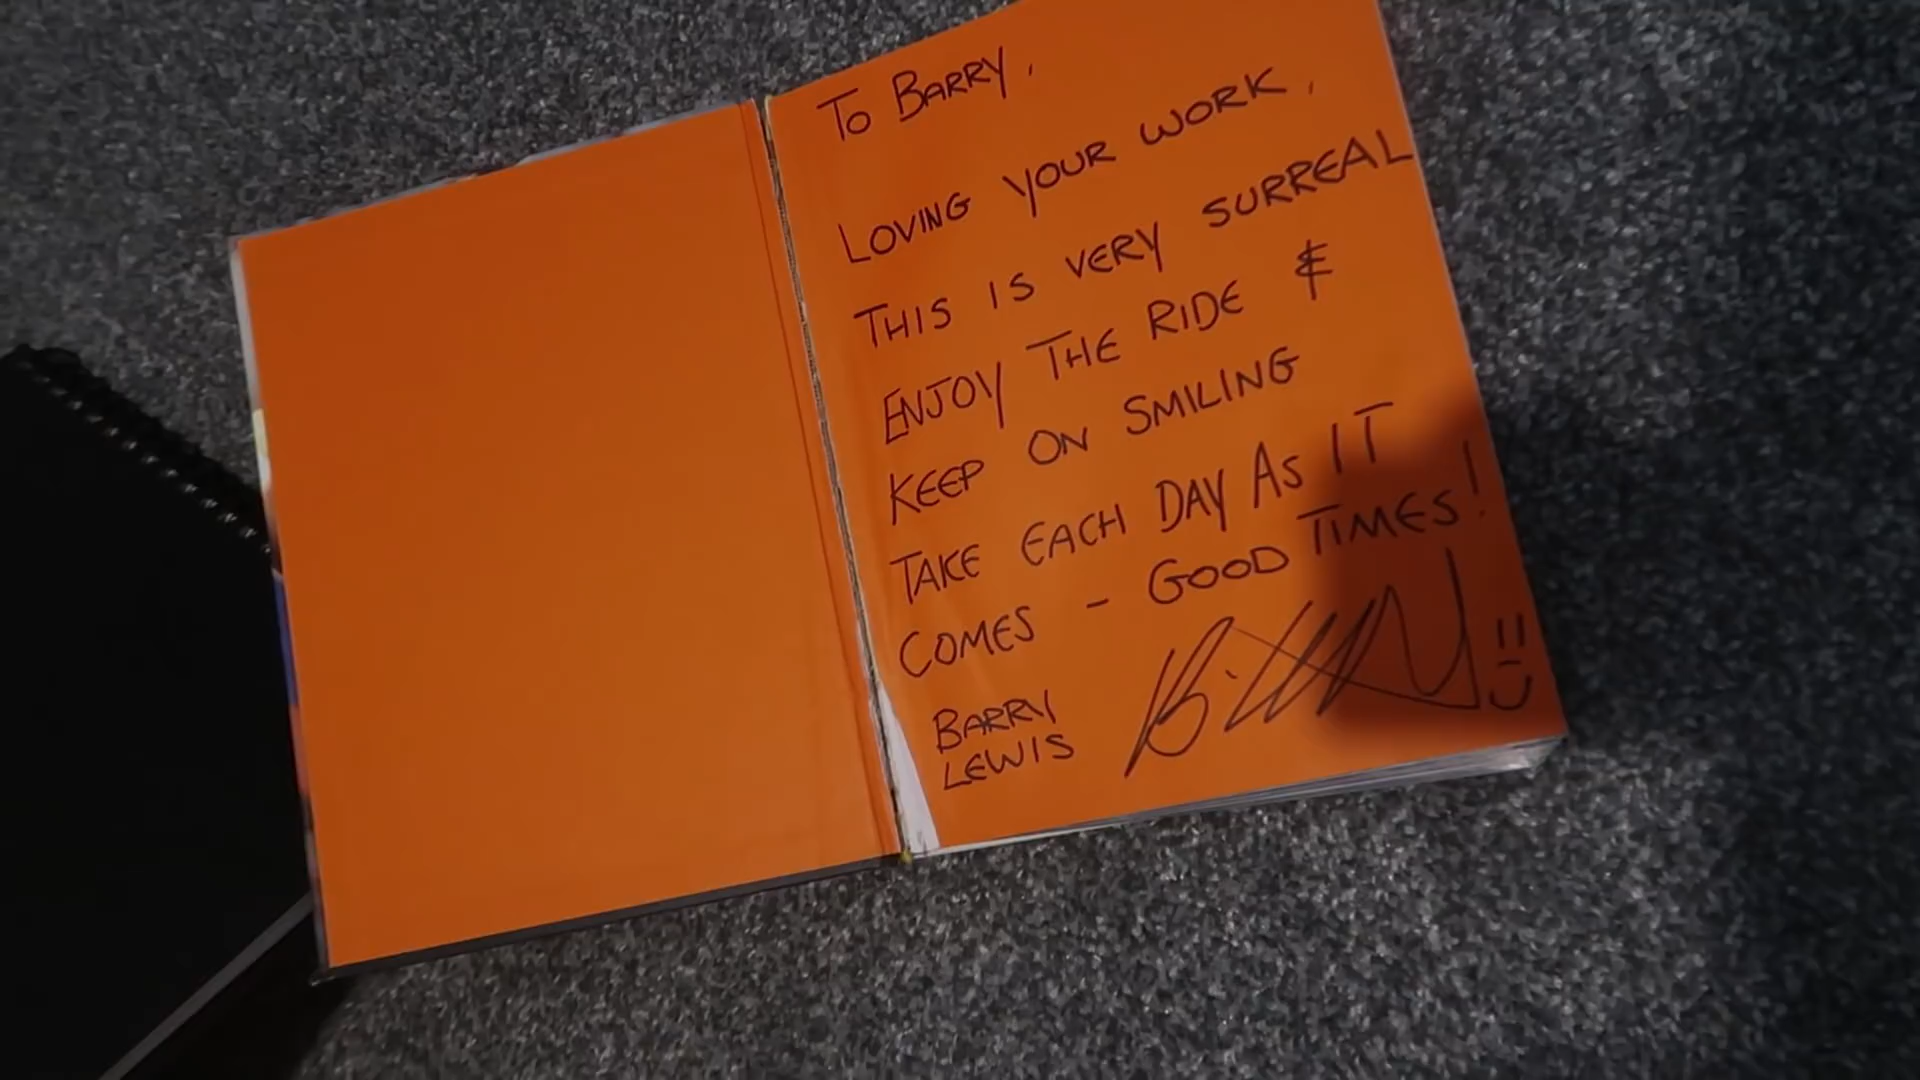 To BARRY,
LOVING YOUR WORK,
THIS IS VERY SURREAL
ENJOY THE RIDE &
KEEP ON SMILING
TAKE EACH DAY AS IT
COMES - GOOD TIMES!
BARRY
LEWIS